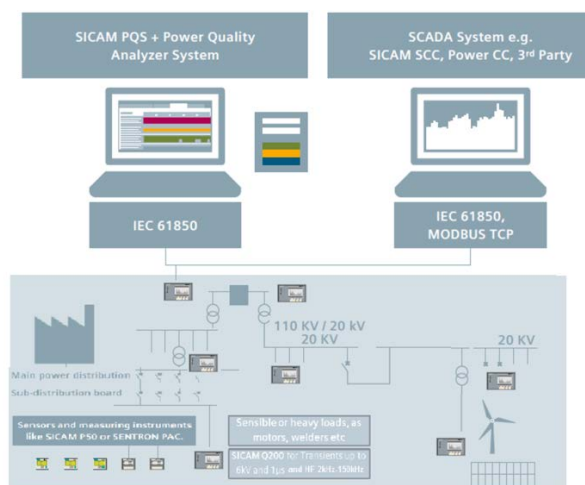 SICAM PQS + Power Quality
Analyzer System
SCADA System e.g.
SICAM SCC, Power CC, 3rd Party
IEC 61850
IEC 61850,
MODBUS TCP
110 KV / 20 kV
20 KV
20 KV
Main power distribution
Sub-distribution board
Sensors and measuring instruments
like SICAM P50 or SENTRON PAC.
Sensible or heavy loads, as
motors, welders etc
SICAM Q200 for Transients up to
6kV and 1µs and HF 2kHz-150kHz